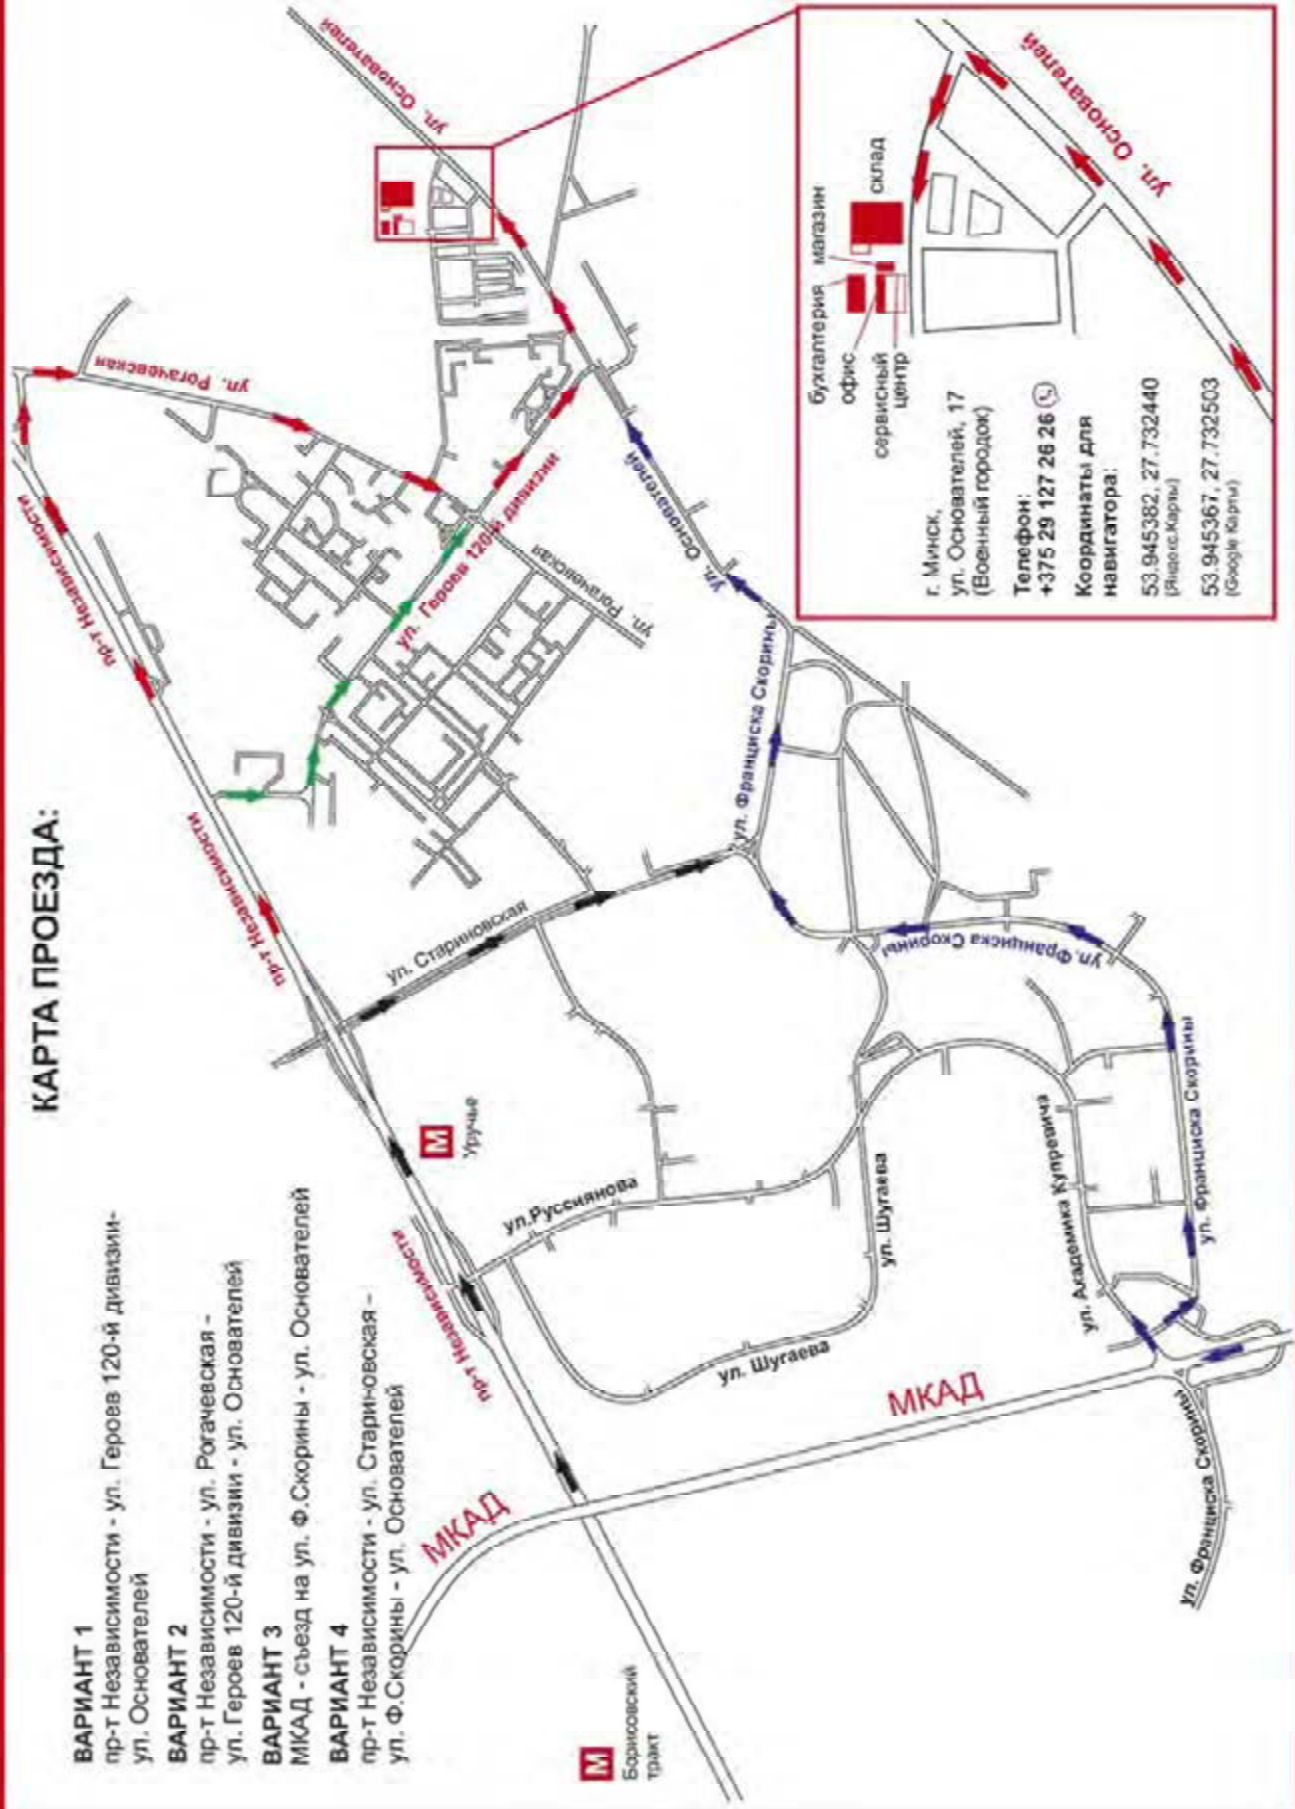 КАРТА ПРОЕЗДА:
ВАРИАНТ 1
пр-т Независимости - ул. Героев 120-й дивизии-
ул. Основателей
ВАРИАНТ 2
пр-т Независимости - ул. Рогачевская –
ул. Героев 120-й дивизии - ул. Основателей
ВАРИАНТ 3
МКАД - съезд на ул. Ф.Скорины - ул. Основателей
ВАРИАНТ 4
пр-т Независимости - ул. Стариновская –
ул. Ф.Скорины - ул. Основателей
М
Бориковский
тракт
МКАД
МКАД
пр-т Независимости
М
Уручье
ул.Руссиянова
ул. Шугаева
ул. Шугаева
ул. Академика Купревича
ул. Франциска Скорины
ул. Франциска Скорины
ул.Франциска Скорины
ул. Франциска Скорины
ул. Стариновская
пр-т Независимости
пр-т Независимости
ул. Рогачевская
ул. Рогачевская
ул. Героев 120-й дивизии
ул. Основателей
ул. Основателей
бухгалтерия
магазин
офис
склад
сервисный
центр
ул. Основателей
г. Минск,
ул. Основателей, 17
(Военный городок)
Телефон:
+375 29 127 26 26
Координаты для
навигатора:
53.945382, 27.732440
(Яндекс.Карты)
53.945367, 27.732503
(Google Карты)